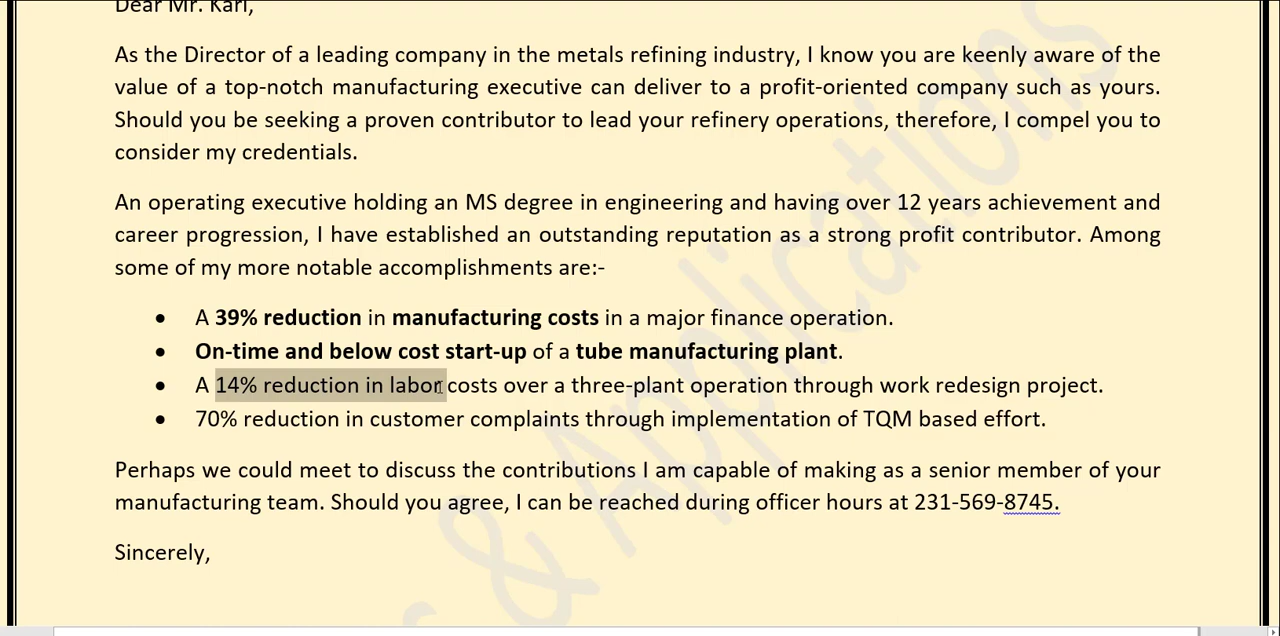 Dear Mr. Karl,
As the Director of a leading company in the metals refining industry, I know you are keenly aware of the
value of a top-notch manufacturing executive can deliver to a profit-oriented company such as yours.
Should you be seeking a proven contributor to lead your refinery operations, therefore, I compel you to
consider my credentials.
An operating executive holding an MS degree in engineering and having over 12 years achievement and
career progression, I have established an outstanding reputation as a strong profit contributor. Among
some of my more notable accomplishments are:-
• A 39% reduction in manufacturing costs in a major finance operation.
• On-time and below cost start-up of a tube manufacturing plant.
• A 14% reduction in labor costs over a three-plant operation through work redesign project.
• 70% reduction in customer complaints through implementation of TQM based effort.
Perhaps we could meet to discuss the contributions I am capable of making as a senior member of your
manufacturing team. Should you agree, I can be reached during officer hours at 231-569-8745.
Sincerely,
& Applications